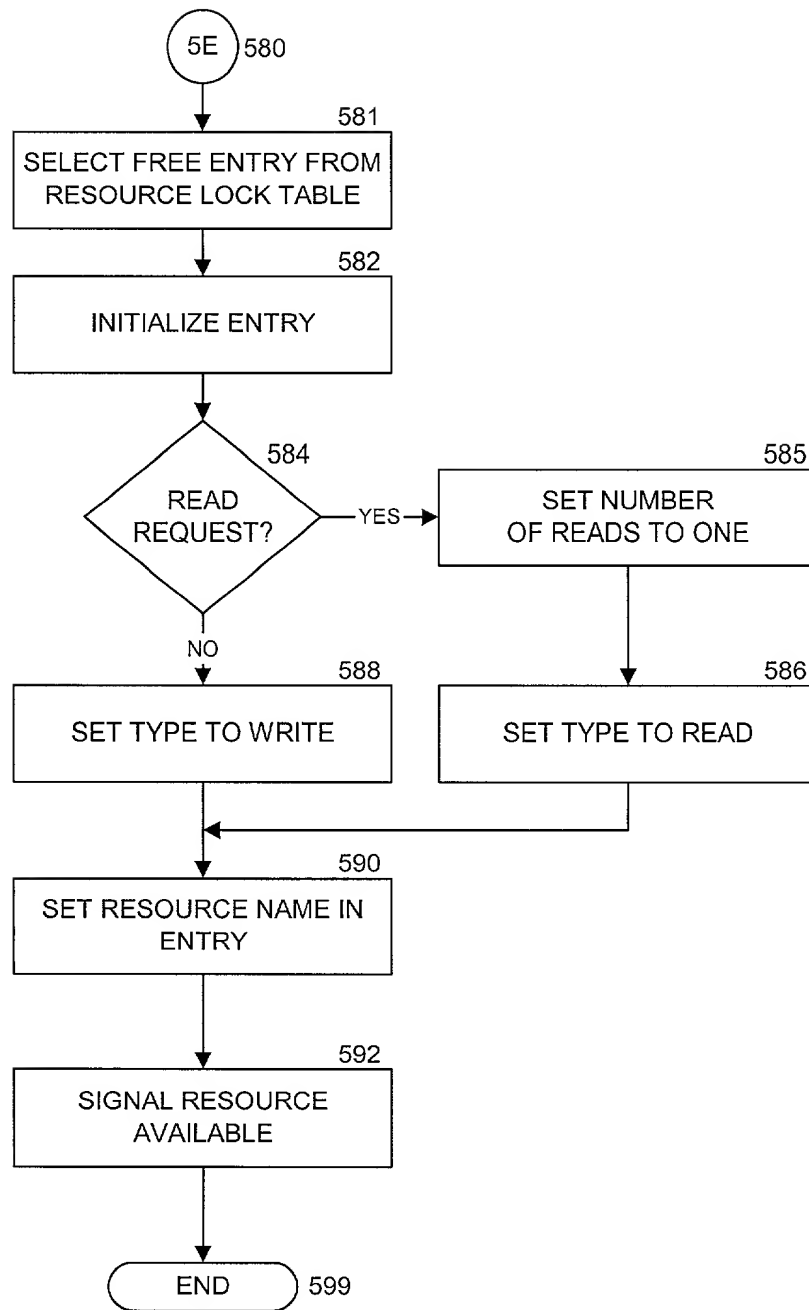 5E 580
581
SELECT FREE ENTRY FROM
RESOURCE LOCK TABLE
582
INITIALIZE ENTRY
584
READ
REQUEST?
YES
585
SET NUMBER
OF READS TO ONE
NO
588
SET TYPE TO WRITE
586
SET TYPE TO READ
590
SET RESOURCE NAME IN
ENTRY
592
SIGNAL RESOURCE
AVAILABLE
END 599